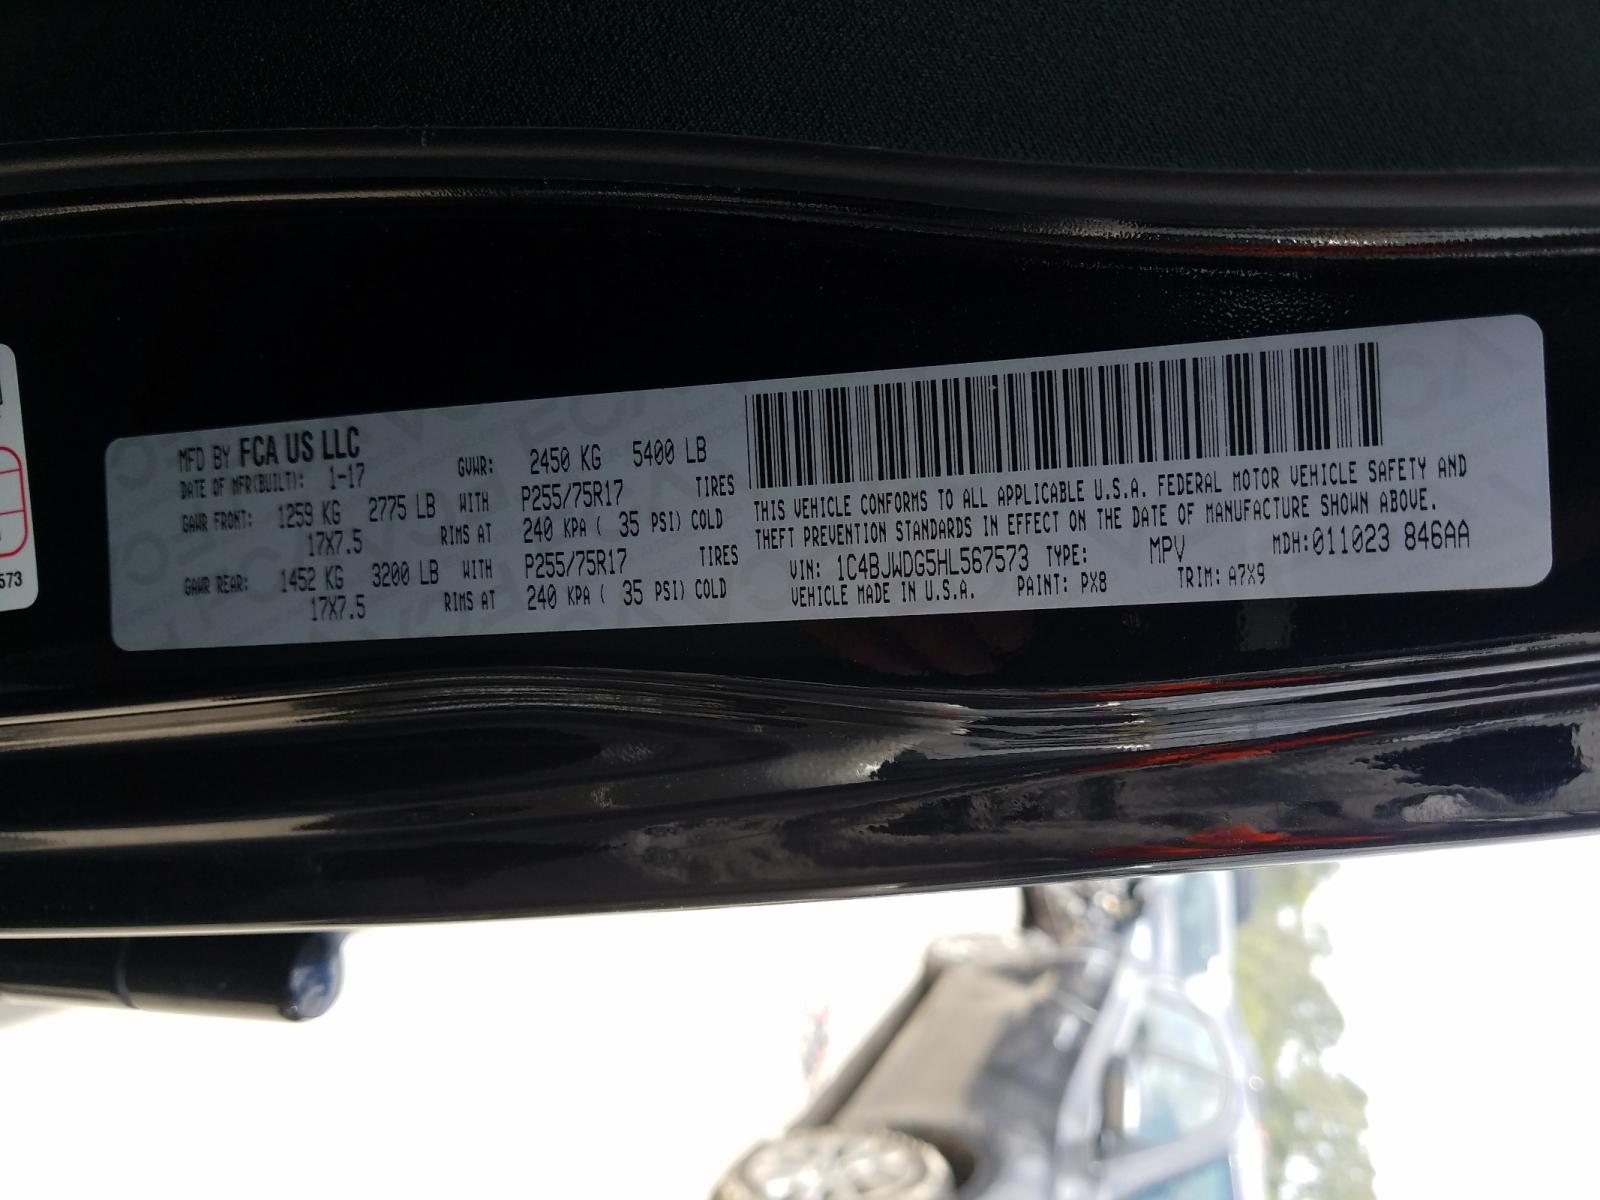 MFD BY FCA US LLC
DATE OF MFR(BUILT): 1-17 GVWR: 2450 KG 5400 LB
GAWR FRONT: 1259 KG 2775 LB WITH P255/75R17 TIRES
17X7.5 RIMS AT 240 KPA ( 35 PSI) COLD
GAWR REAR: 1452 KG 3200 LB WITH P255/75R17 TIRES
17X7.5 RIMS AT 240 KPA ( 35 PSI) COLD
THIS VEHICLE CONFORMS TO ALL APPLICABLE U.S.A. FEDERAL MOTOR VEHICLE SAFETY AND
THEFT PREVENTION STANDARDS IN EFFECT ON THE DATE OF MANUFACTURE SHOWN ABOVE.
VIN: 1C4BJWDG5HL567573 TYPE: MPV MDH:011023 846AA
VEHICLE MADE IN U.S.A. PAINT: PX8 TRIM: A7X9
573